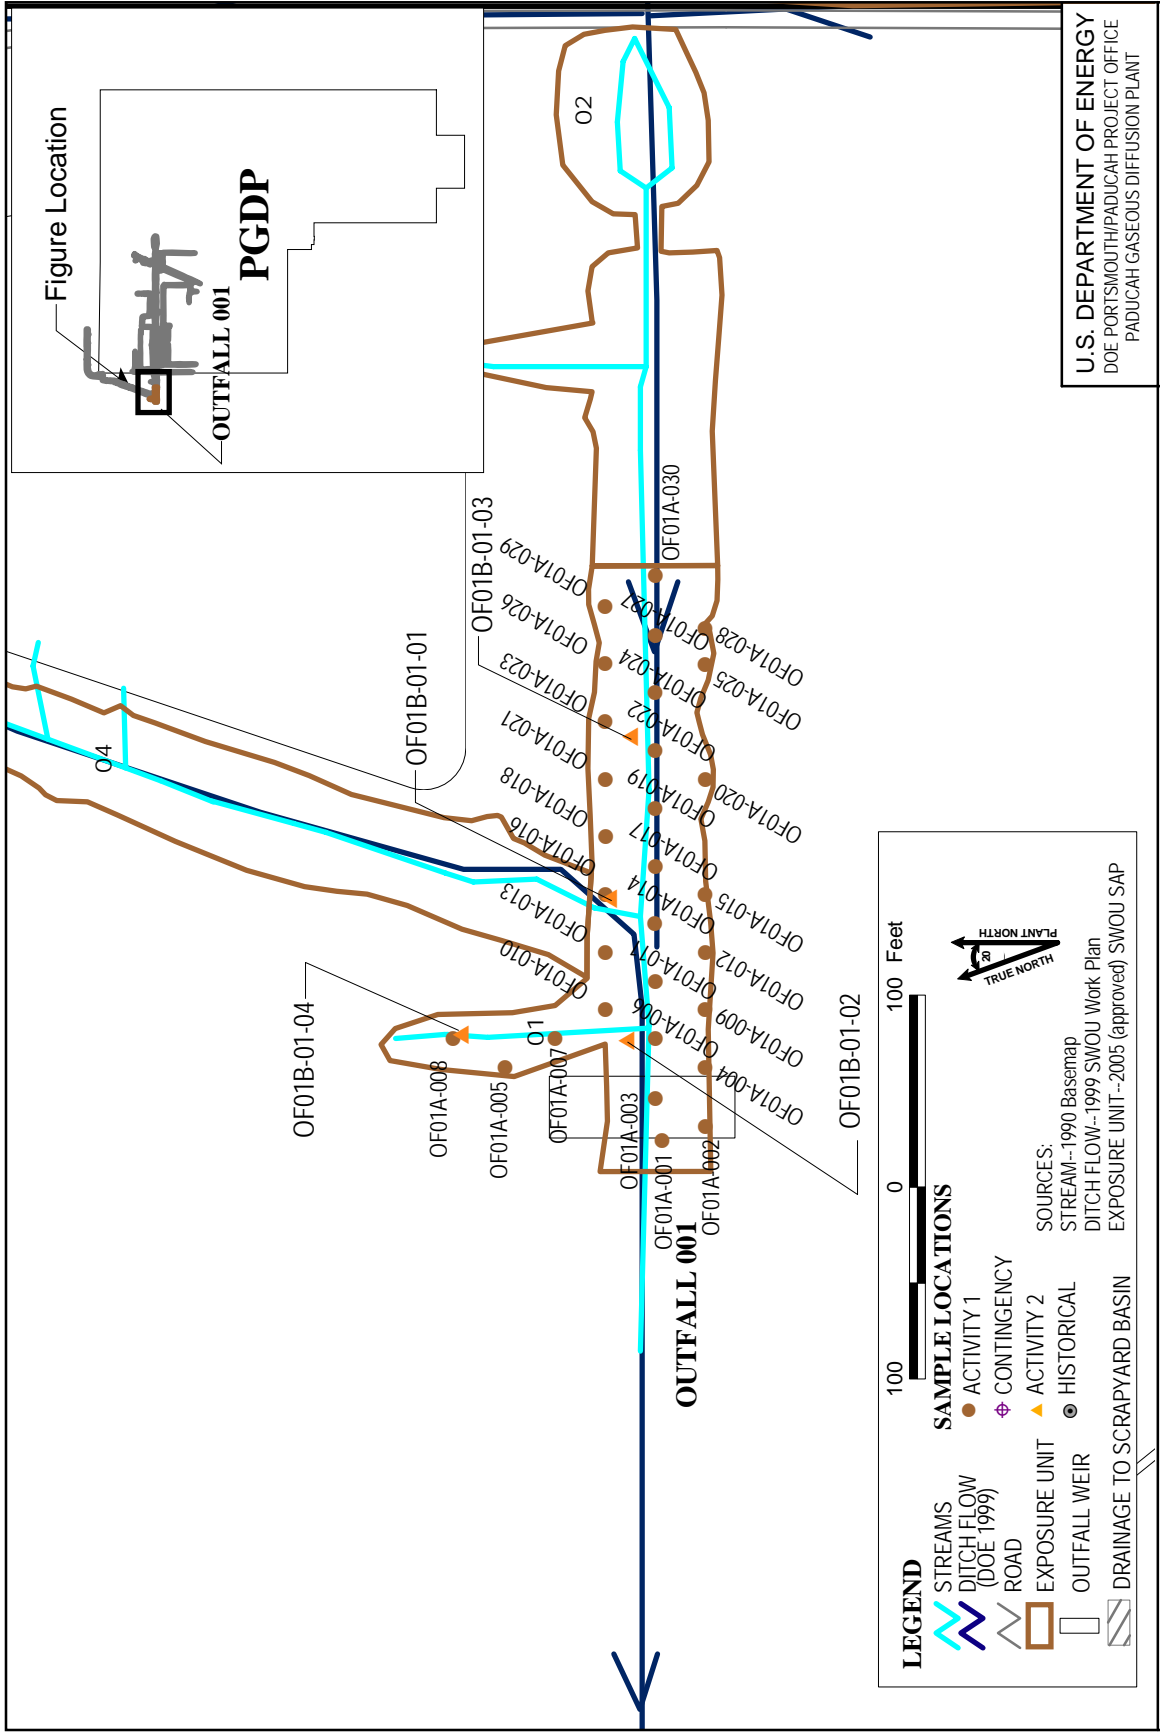 Figure Location
PGDP
OUTFALL 001
U.S. DEPARTMENT OF ENERGY
DOE PORTSMOUTH/PADUCAH PROJECT OFFICE
PADUCAH GASEOUS DIFFUSION PLANT
O2
O4
O1
OF01B-01-04
OF01B-01-01
OF01B-01-03
OF01B-01-02
OF01A-008
OF01A-005
OF01A-007
OF01A-003
OF01A-001
OF01A-002
OF01A-010
OF01A-013
OF01A-016
OF01A-018
OF01A-021
OF01A-023
OF01A-026
OF01A-029
OF01A-006
OF01A-011
OF01A-014
OF01A-017
OF01A-019
OF01A-022
OF01A-024
OF01A-027
OF01A-030
OF01A-004
OF01A-009
OF01A-012
OF01A-015
OF01A-020
OF01A-025
OF01A-028
OUTFALL 001
LEGEND
STREAMS
DITCH FLOW
(DOE 1999)
ROAD
EXPOSURE UNIT
OUTFALL WEIR
DRAINAGE TO SCRAPYARD BASIN
100 0 100 Feet
SAMPLE LOCATIONS
ACTIVITY 1
CONTINGENCY
ACTIVITY 2
HISTORICAL
SOURCES:
STREAM--1990 Basemap
DITCH FLOW--1999 SWOU Work Plan
EXPOSURE UNIT--2005 (approved) SWOU SAP
TRUE NORTH
20
PLANT NORTH